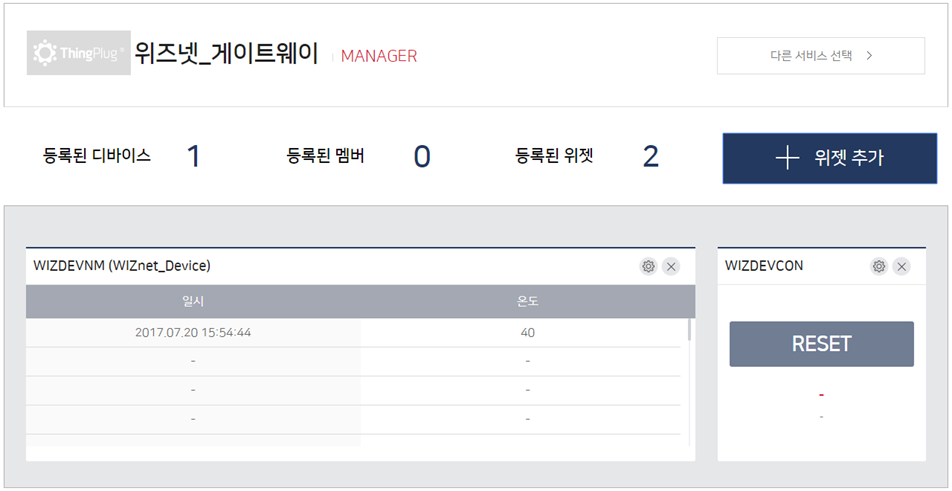 ThingPlug 위즈넷_게이트웨이 | MANAGER
다른 서비스 선택 >
등록된 디바이스 1 등록된 멤버 0 등록된 위젯 2 + 위젯 추가
WIZDEVNM (WIZnet_Device)
일시 온도
2017.07.20 15:54:44 40
- -
- -
- -
WIZDEVCON
RESET
-
-